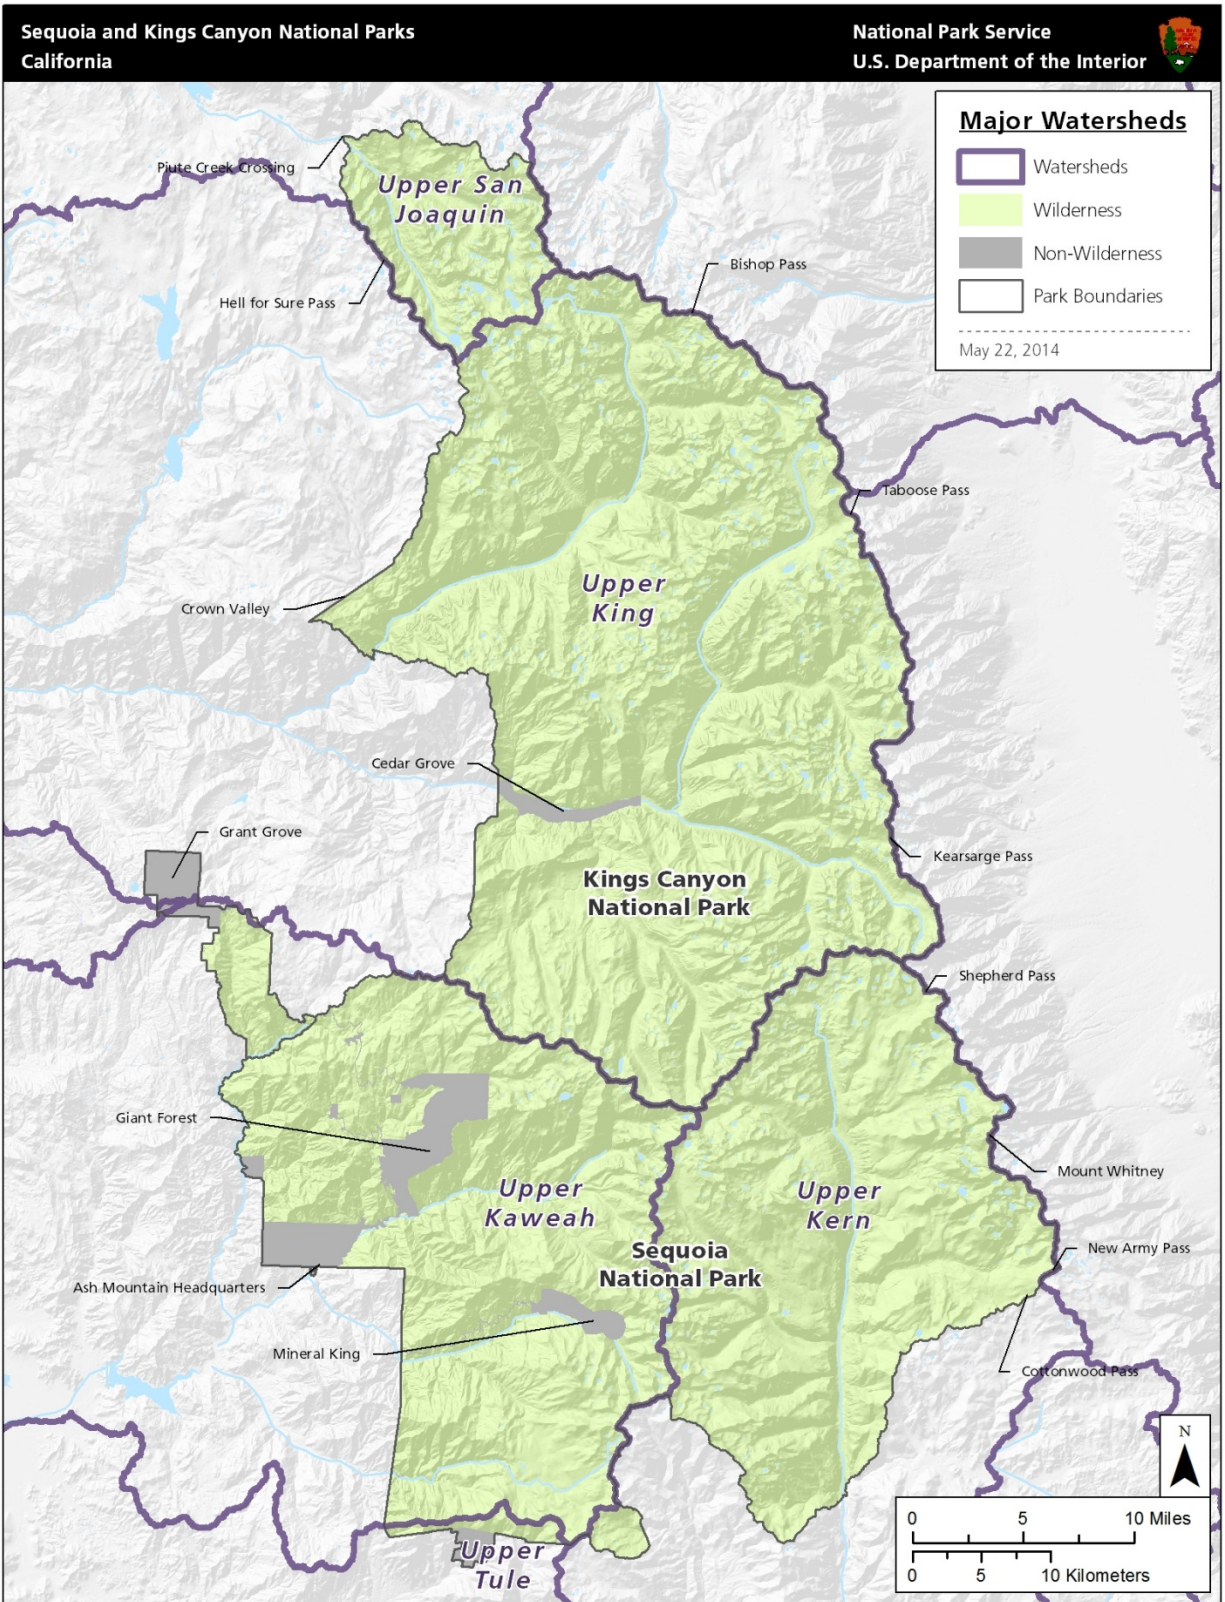 Sequoia and Kings Canyon National Parks
California
National Park Service
U.S. Department of the Interior
Major Watersheds
Watersheds
Wilderness
Non-Wilderness
Park Boundaries
May 22, 2014
Piute Creek Crossing
Upper San
Joaquin
Bishop Pass
Hell for Sure Pass
Taboose Pass
Upper
King
Crown Valley
Cedar Grove
Grant Grove
Kearsarge Pass
Kings Canyon
National Park
Shepherd Pass
Giant Forest
Mount Whitney
Upper
Kaweah
Upper
Kern
Sequoia
National Park
New Army Pass
Ash Mountain Headquarters
Mineral King
Cottonwood Pass
Upper
Tule
N
0 5 10 Miles
0 5 10 Kilometers